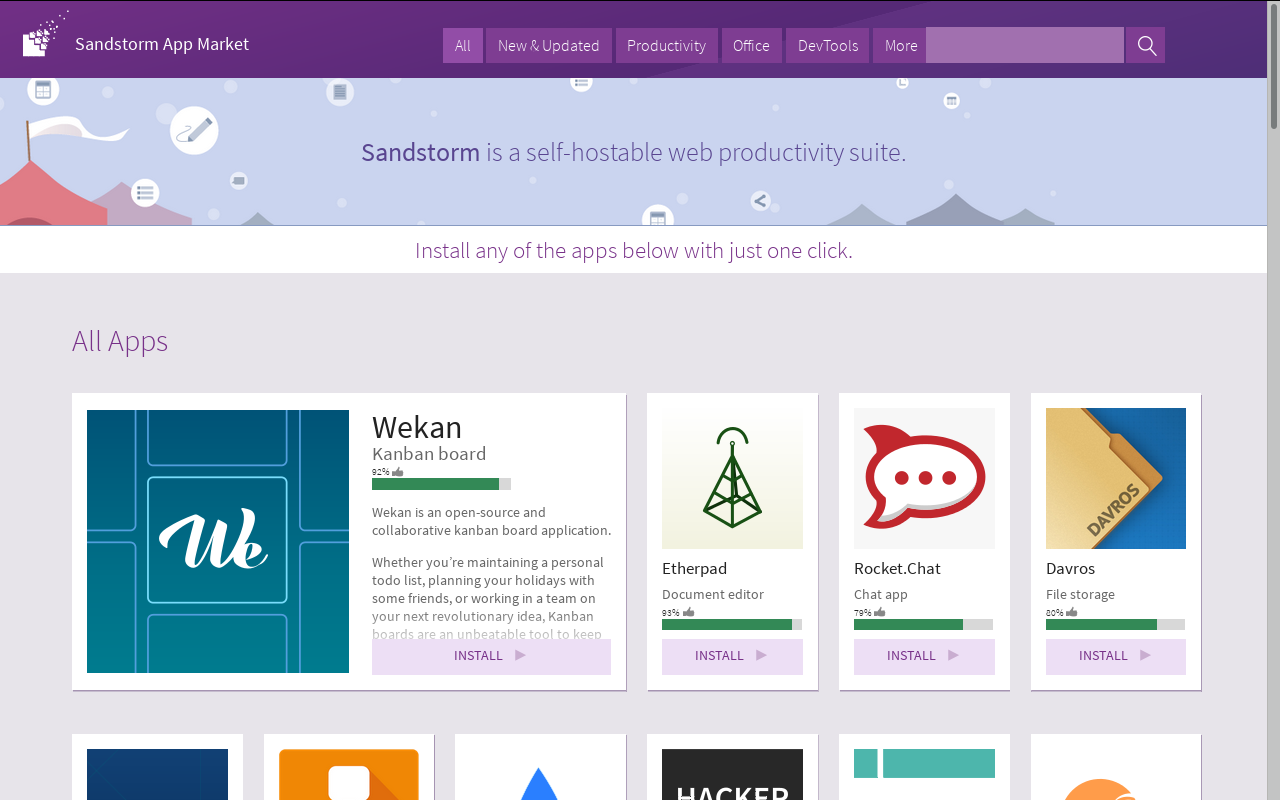 Sandstorm App Market
All
New & Updated
Productivity
Office
DevTools
More
Sandstorm is a self-hostable web productivity suite.
Install any of the apps below with just one click.
All Apps
We
Wekan
Kanban board
92%
Wekan is an open-source and
collaborative kanban board application.
Whether you’re maintaining a personal
todo list, planning your holidays with
some friends, or working in a team on
your next revolutionary idea, Kanban
boards are an unbeatable tool to keep
INSTALL
Etherpad
Document editor
93%
INSTALL
Rocket.Chat
Chat app
79%
INSTALL
DAVROS
Davros
File storage
80%
INSTALL
HACKER